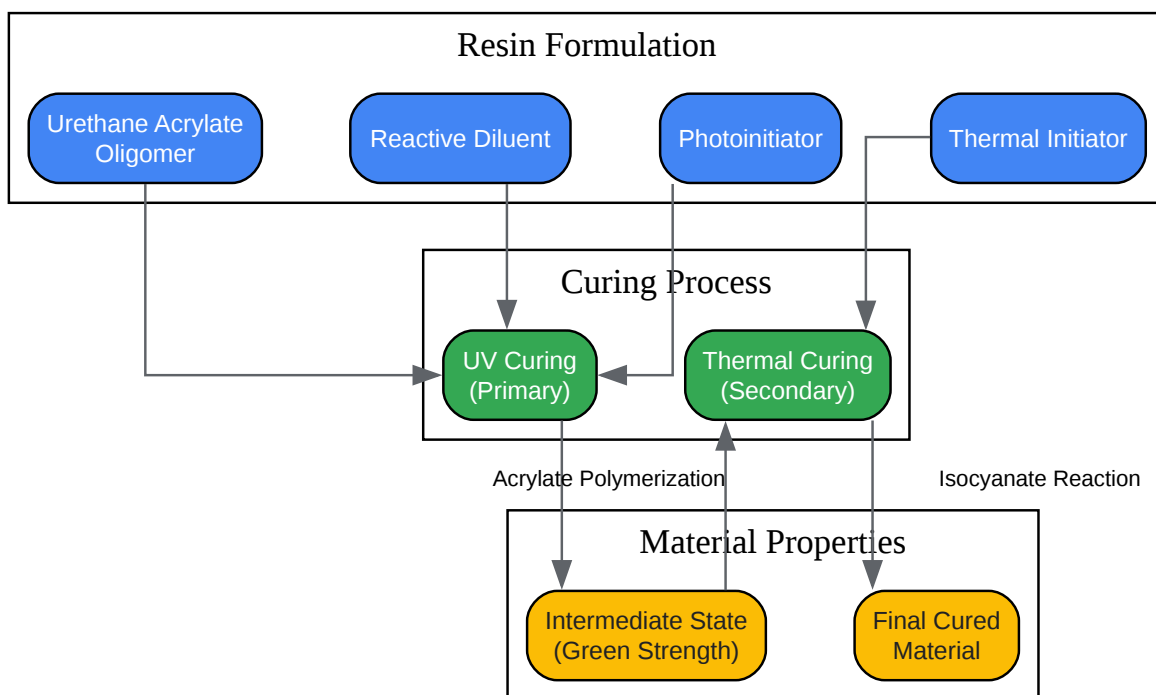 Resin Formulation
Urethane Acrylate
Oligomer
Reactive Diluent
Photoinitiator
Thermal Initiator
Curing Process
UV Curing
(Primary)
Thermal Curing
(Secondary)
Acrylate Polymerization
Isocyanate Reaction
Material Properties
Intermediate State
(Green Strength)
Final Cured
Material